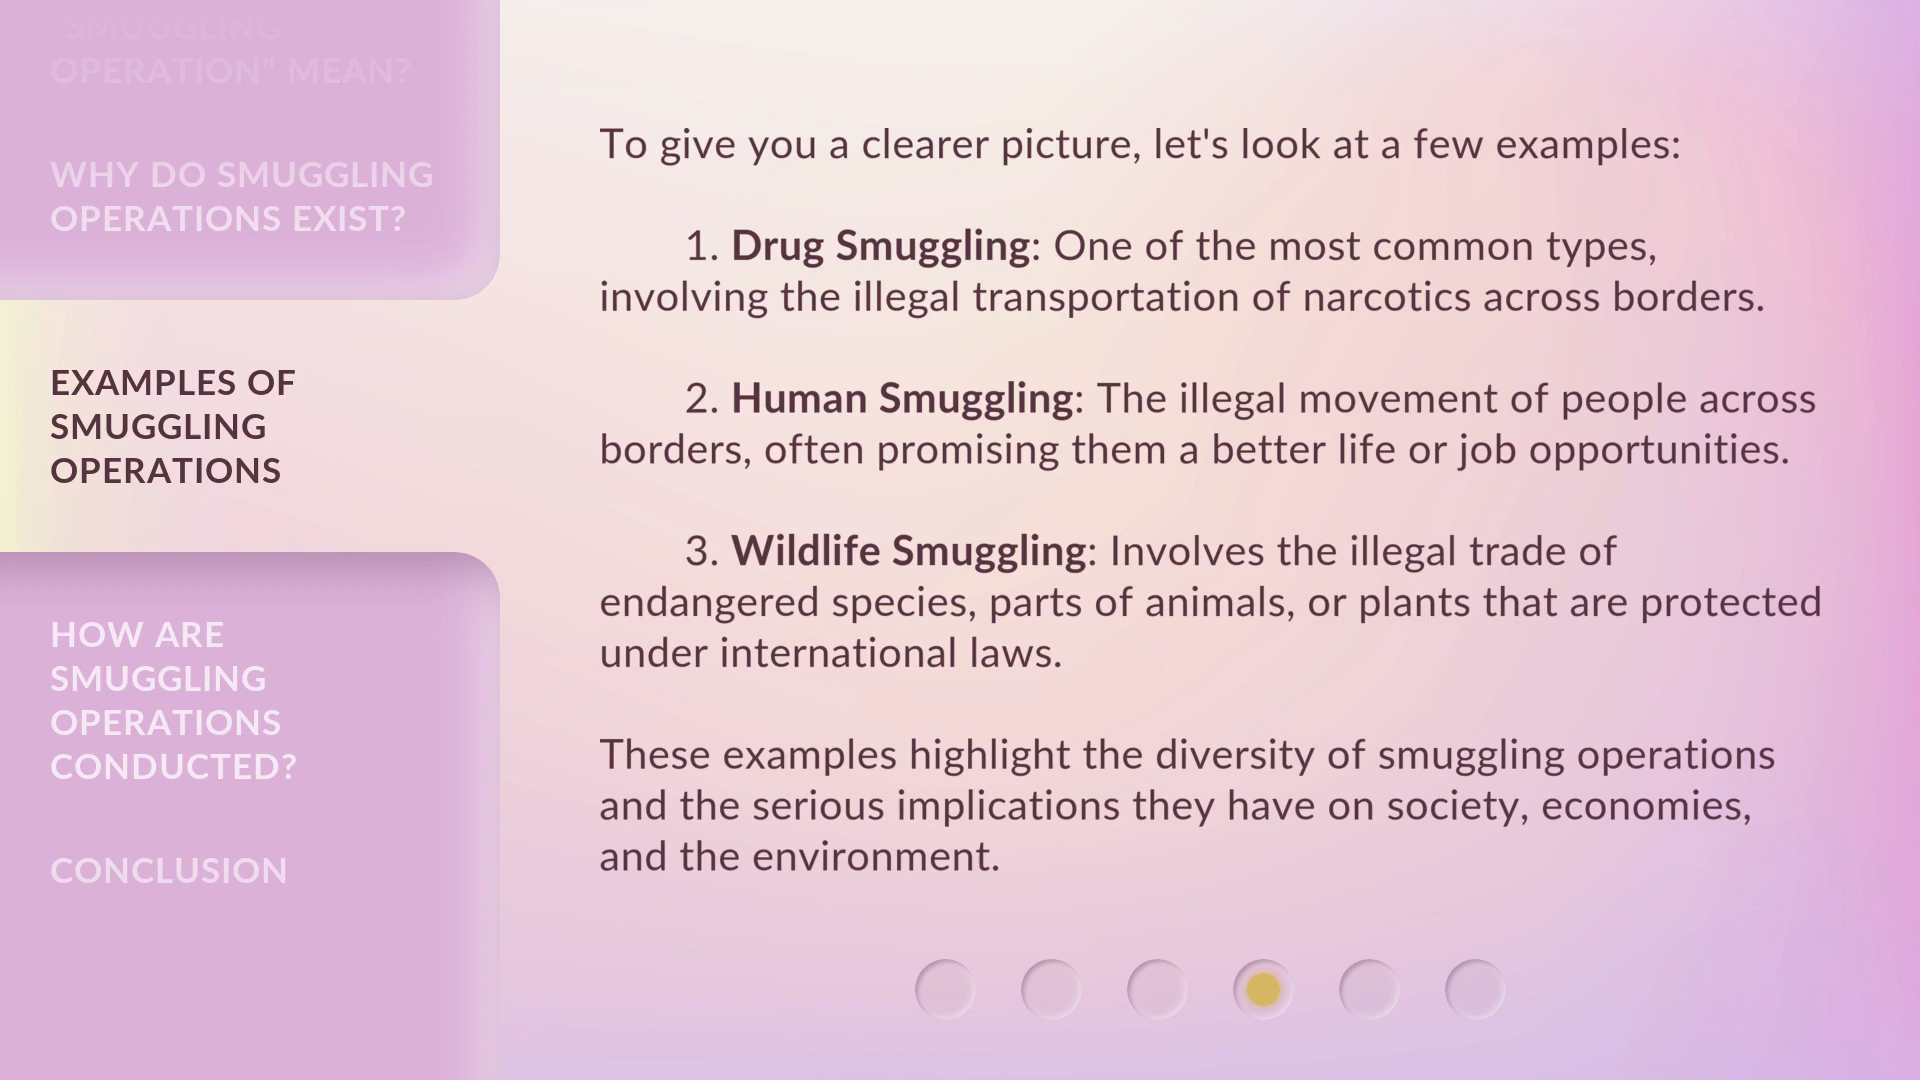 "SMUGGLING
OPERATION" MEAN?
WHY DO SMUGGLING
OPERATIONS EXIST?
EXAMPLES OF
SMUGGLING
OPERATIONS
HOW ARE
SMUGGLING
OPERATIONS
CONDUCTED?
CONCLUSION
To give you a clearer picture, let's look at a few examples:
1. Drug Smuggling: One of the most common types,
involving the illegal transportation of narcotics across borders.
2. Human Smuggling: The illegal movement of people across
borders, often promising them a better life or job opportunities.
3. Wildlife Smuggling: Involves the illegal trade of
endangered species, parts of animals, or plants that are protected
under international laws.
These examples highlight the diversity of smuggling operations
and the serious implications they have on society, economies,
and the environment.